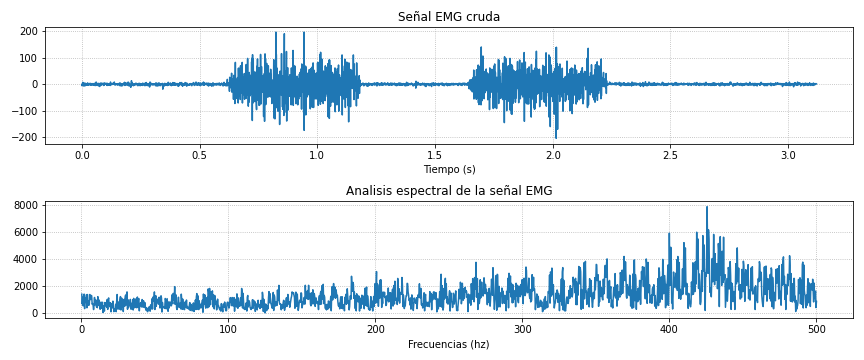 Señal EMG cruda
200
100
0
−100
−200
0.0 0.5 1.0 1.5 2.0 2.5 3.0
Tiempo (s)
Analisis espectral de la señal EMG
8000
6000
4000
2000
0
0 100 200 300 400 500
Frecuencias (hz)